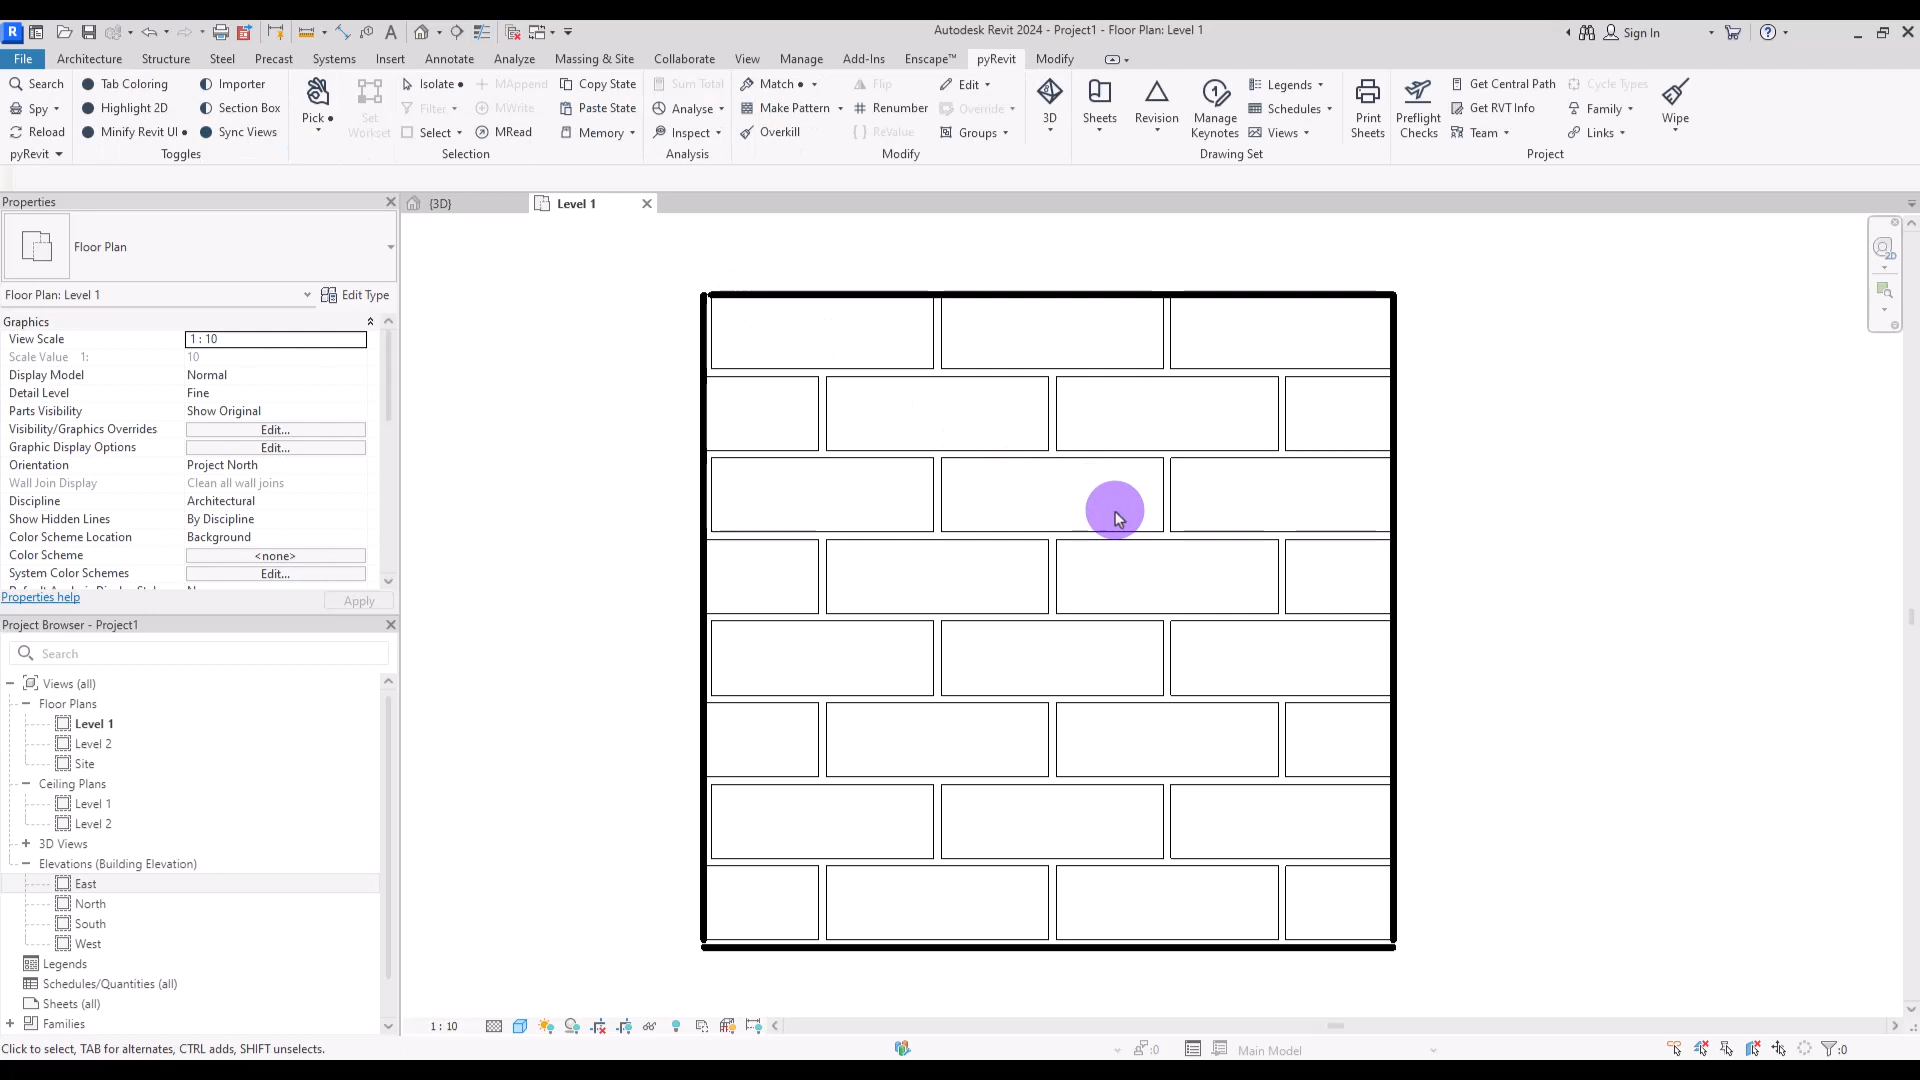 Autodesk Revit 2024 - Project1 - Floor Plan: Level 1
Sign In
File Architecture Structure Steel Precast Systems Insert Annotate Analyze Massing & Site Collaborate View Manage Add-Ins Enscape™ pyRevit Modify
Search Tab Coloring Importer Isolate MAppend Copy State Sum Total Match Flip Edit Legends Get Central Path Cycle Types
Spy Highlight 2D Section Box Pick Set Workset Filter MWrite Paste State Analyse Make Pattern Renumber Override 3D Sheets Revision Manage Keynotes Schedules Print Sheets Preflight Checks Get RVT Info Family Wipe
Reload Minify Revit UI Sync Views Select MRead Memory Inspect Overkill ReValue Groups Views Team Links
pyRevit Toggles Selection Analysis Modify Drawing Set Project
Properties
{3D} Level 1
Floor Plan
Floor Plan: Level 1 Edit Type
Graphics
View Scale 1 : 10
Scale Value 1: 10
Display Model Normal
Detail Level Fine
Parts Visibility Show Original
Visibility/Graphics Overrides Edit...
Graphic Display Options Edit...
Orientation Project North
Wall Join Display Clean all wall joins
Discipline Architectural
Show Hidden Lines By Discipline
Color Scheme Location Background
Color Scheme <none>
System Color Schemes Edit...
Properties help Apply
Project Browser - Project1
Search
Views (all)
Floor Plans
Level 1
Level 2
Site
Ceiling Plans
Level 1
Level 2
3D Views
Elevations (Building Elevation)
East
North
South
West
Legends
Schedules/Quantities (all)
Sheets (all)
Families
1 : 10
Click to select, TAB for alternates, CTRL adds, SHIFT unselects.
:0 Main Model :0